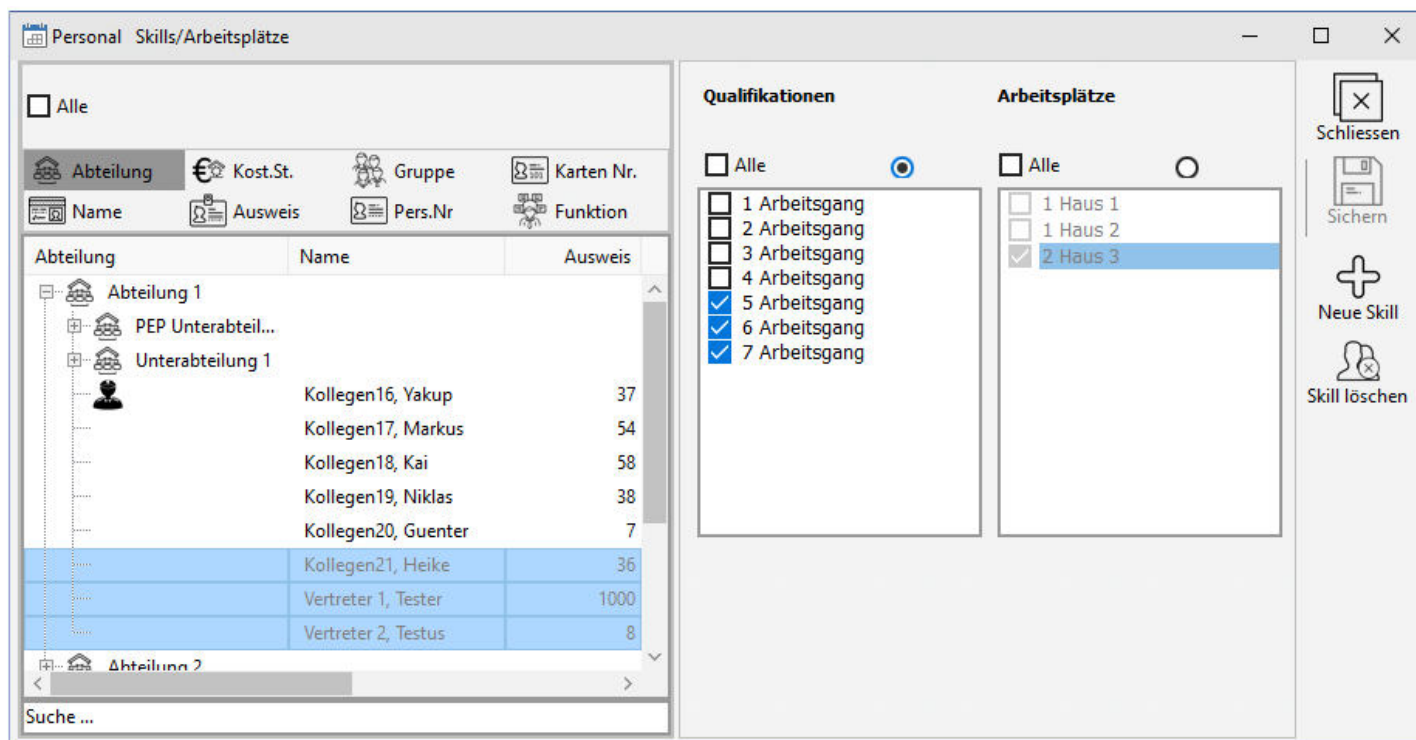 Personal Skills/Arbeitsplätze
Alle
Abteilung Kost.St. Gruppe Karten Nr.
Name Ausweis Pers.Nr Funktion
Abteilung Name Ausweis
Abteilung 1
PEP Unterabteil...
Unterabteilung 1
Kollegen16, Yakup 37
Kollegen17, Markus 54
Kollegen18, Kai 58
Kollegen19, Niklas 38
Kollegen20, Guenter 7
Kollegen21, Heike 36
Vertreter 1, Tester 1000
Vertreter 2, Testus 8
Abteilung 2
Suche ...
Qualifikationen
Alle
1 Arbeitsgang
2 Arbeitsgang
3 Arbeitsgang
4 Arbeitsgang
5 Arbeitsgang
6 Arbeitsgang
7 Arbeitsgang
Arbeitsplätze
Alle
1 Haus 1
1 Haus 2
2 Haus 3
Schliessen
Sichern
Neue Skill
Skill löschen